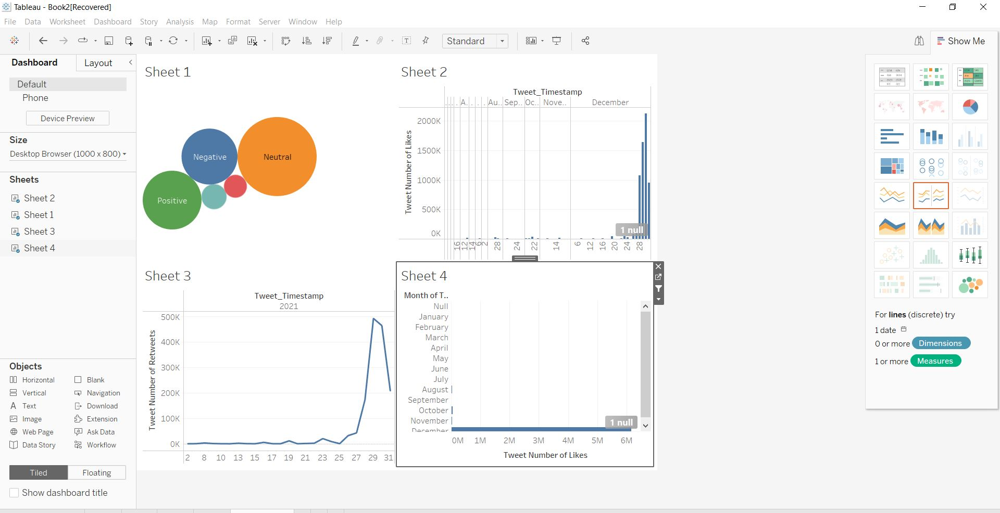 Tableau - Book2[Recovered]
File Data Worksheet Dashboard Story Analysis Map Format Server Window Help
Standard
Show Me
Dashboard
Layout
Default
Phone
Device Preview
Size
Desktop Browser (1000 x 800)
Sheets
Sheet 2
Sheet 1
Sheet 3
Sheet 4
Objects
Horizontal Blank
Vertical Navigation
Text Download
Image Extension
Web Page Ask Data
Data Story Workflow
Tiled Floating
Show dashboard title
Sheet 1
Negative
Neutral
Positive
Sheet 2
Tweet_Timestamp
A. Au.. Sep.. Oc.. Nove.. December
Tweet Number of Likes
2000K
1500K
1000K
500K
0K
1 null
16 12 14 6 2 28 24 22 14 6 12 16 20 24 28
Sheet 3
Tweet_Timestamp
2021
Tweet Number of Retweets
500K
400K
300K
200K
100K
0K
2 8 10 13 15 17 19 21 23 25 27 29 31
Sheet 4
Month of T..
Null
January
February
March
April
May
June
July
August
September
October
November
December
1 null
0M 1M 2M 3M 4M 5M 6M
Tweet Number of Likes
For lines (discrete) try
1 date
0 or more Dimensions
1 or more Measures